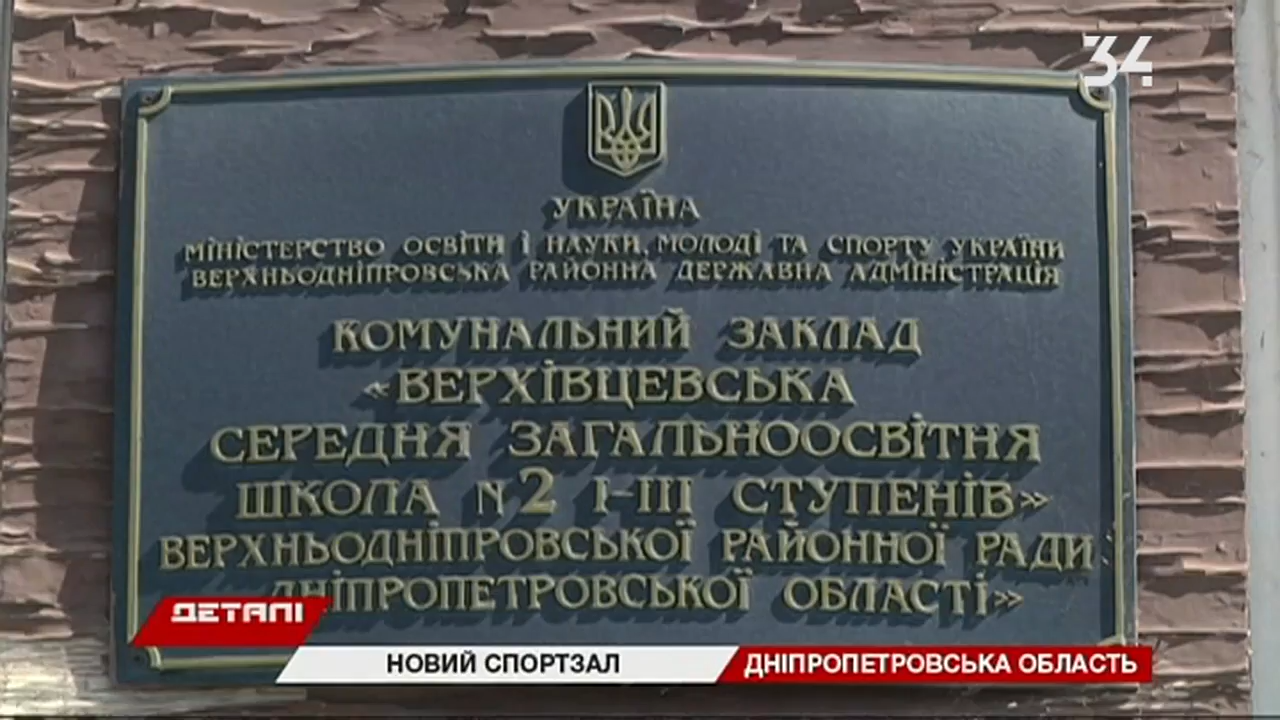 34
УКРАЇНА
МІНІСТЕРСТВО ОСВІТИ І НАУКИ, МОЛОДІ ТА СПОРТУ УКРАЇНИ
ВЕРХНЬОДНІПРОВСЬКА РАЙОННА ДЕРЖАВНА АДМІНІСТРАЦІЯ
КОМУНАЛЬНИЙ ЗАКЛАД
«ВЕРХІВЦЕВСЬКА
СЕРЕДНЯ ЗАГАЛЬНООСВІТНЯ
ШКОЛА N 2 І-ІІІ СТУПЕНІВ»
ВЕРХНЬОДНІПРОВСЬКОЇ РАЙОННОЇ РАДИ
ДНІПРОПЕТРОВСЬКОЇ ОБЛАСТІ»
ДЕТАЛІ
НОВИЙ СПОРТЗАЛ
ДНІПРОПЕТРОВСЬКА ОБЛАСТЬ